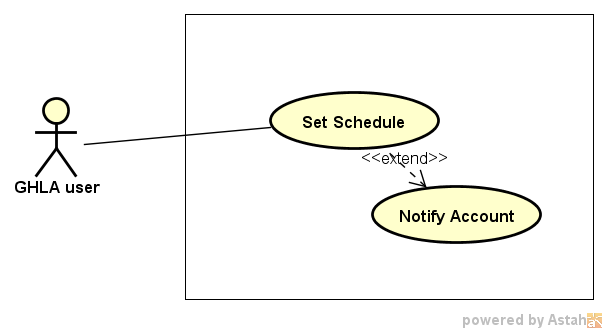 Set Schedule
<<extend>>
GHLA user
Notify Account
powered by Astah